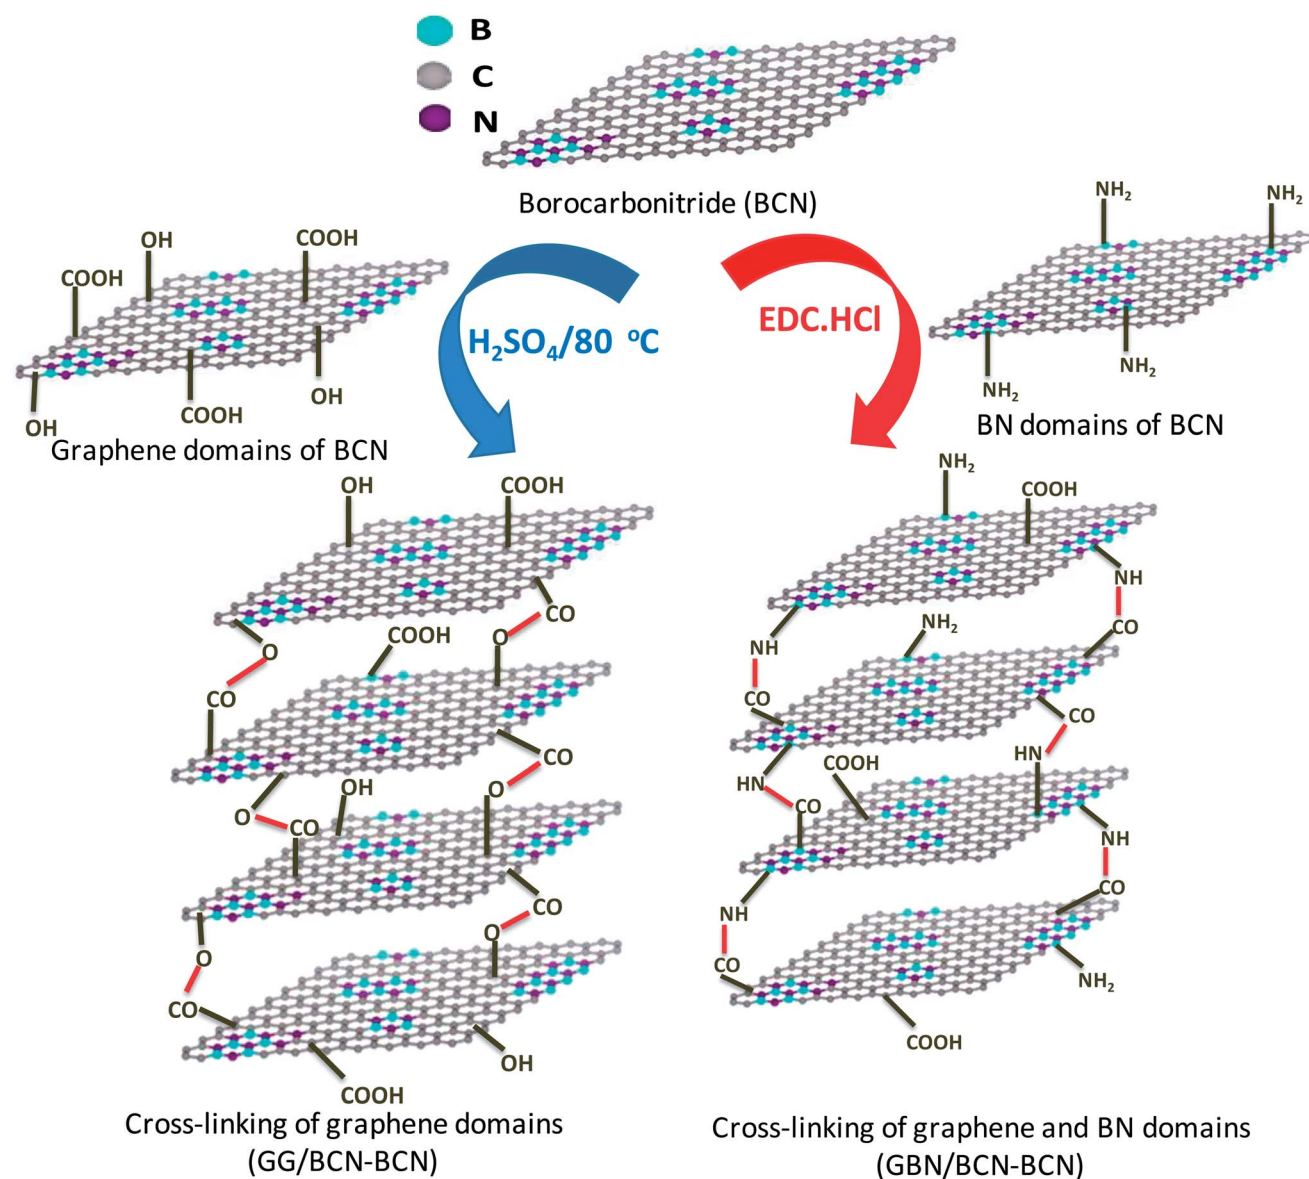 B
C
N
Borocarbonitride (BCN)
OH
COOH
COOH
OH
COOH
OH
Graphene domains of BCN
H₂SO₄/80 ᵒC
EDC.HCl
NH₂
NH₂
NH₂
NH₂
BN domains of BCN
OH
COOH
CO
O
O
COOH
CO
CO
O
OH
O
CO
CO
O
O
CO
OH
COOH
Cross-linking of graphene domains
(GG/BCN-BCN)
NH₂
COOH
NH
CO
NH₂
NH
CO
CO
HN
COOH
HN
CO
NH
CO
NH
CO
NH₂
COOH
Cross-linking of graphene and BN domains
(GBN/BCN-BCN)